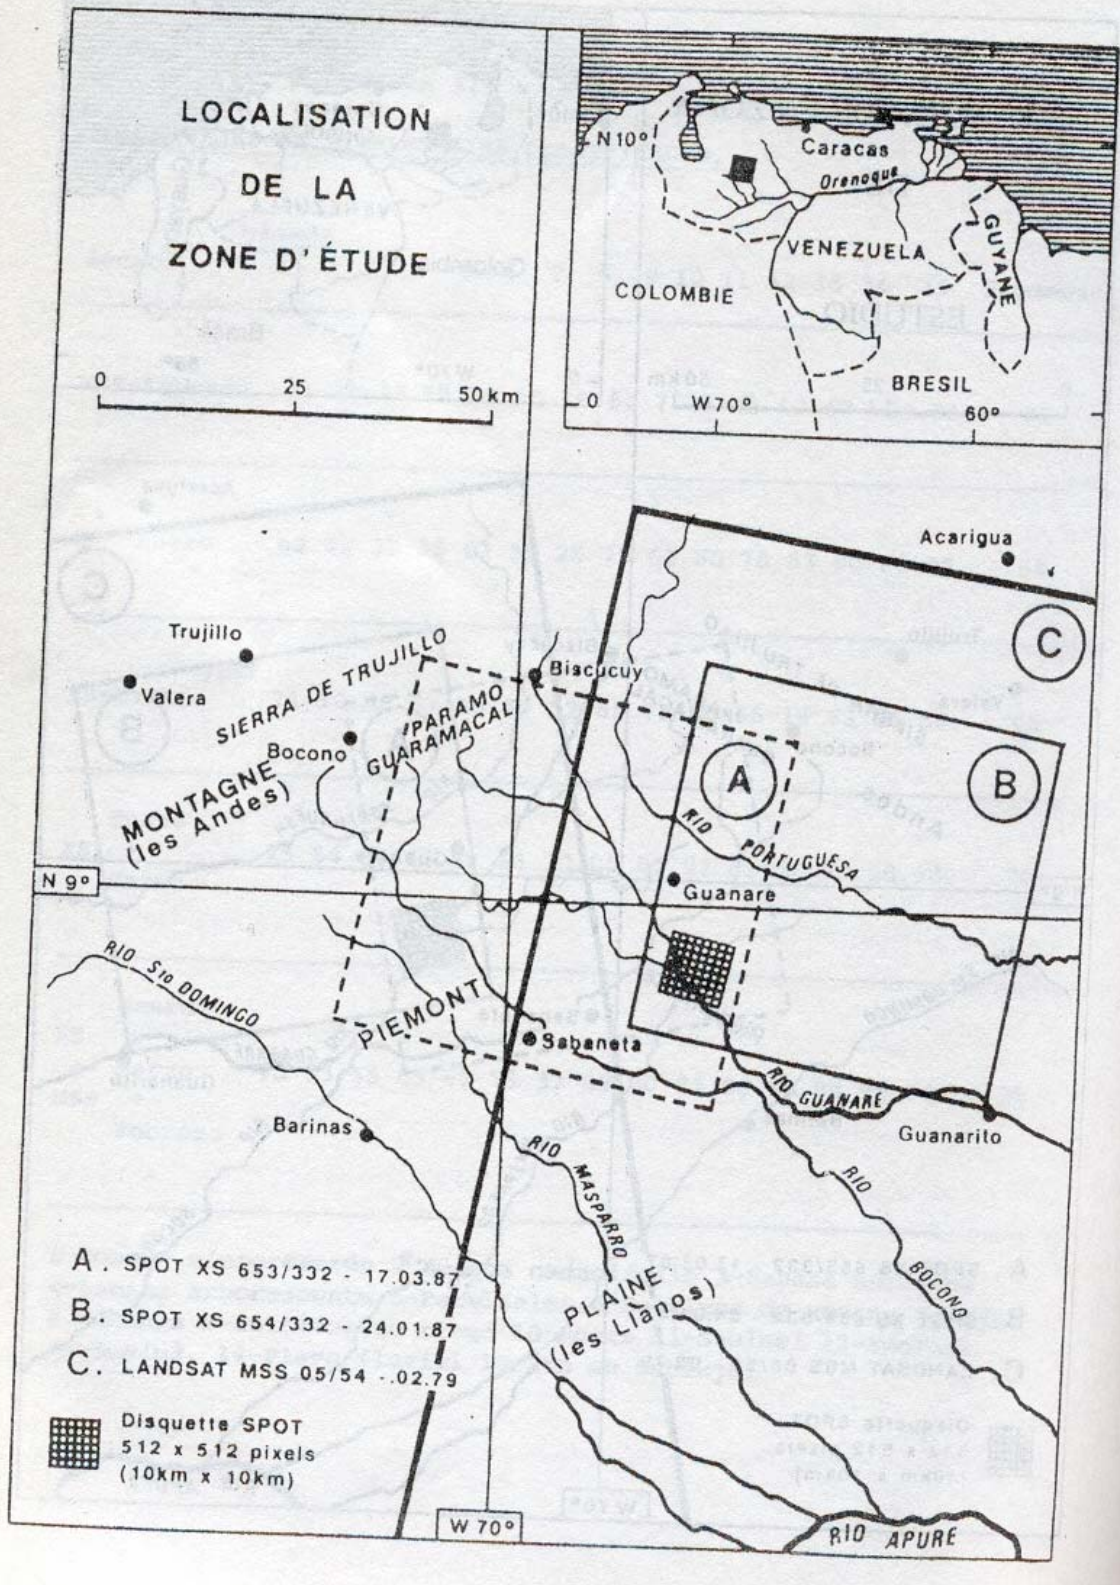 LOCALISATION
DE LA
ZONE D'ÉTUDE
0 25 50 km
N 10°
Caracas
Orenoque
VENEZUELA
GUYANE
COLOMBIE
BRESIL
0
W 70°
60°
Acarigua
C
Trujillo
Valera
SIERRA DE TRUJILLO
Biscucuy
PARAMO
GUARAMACAL
Bocono
MONTAGNE
(les Andes)
A
B
RIO PORTUGUESA
N 9°
Guanare
RIO Sto DOMINGO
PIEMONT
Sabaneta
RIO GUANARE
Guanarito
Barinas
RIO MASPARRO
RIO BOCONO
PLAINE
(les Llanos)
A. SPOT XS 653/332 - 17.03.87
B. SPOT XS 654/332 - 24.01.87
C. LANDSAT MSS 05/54 -.02.79
Disquette SPOT
512 x 512 pixels
(10km x 10km)
W 70°
RIO APURE